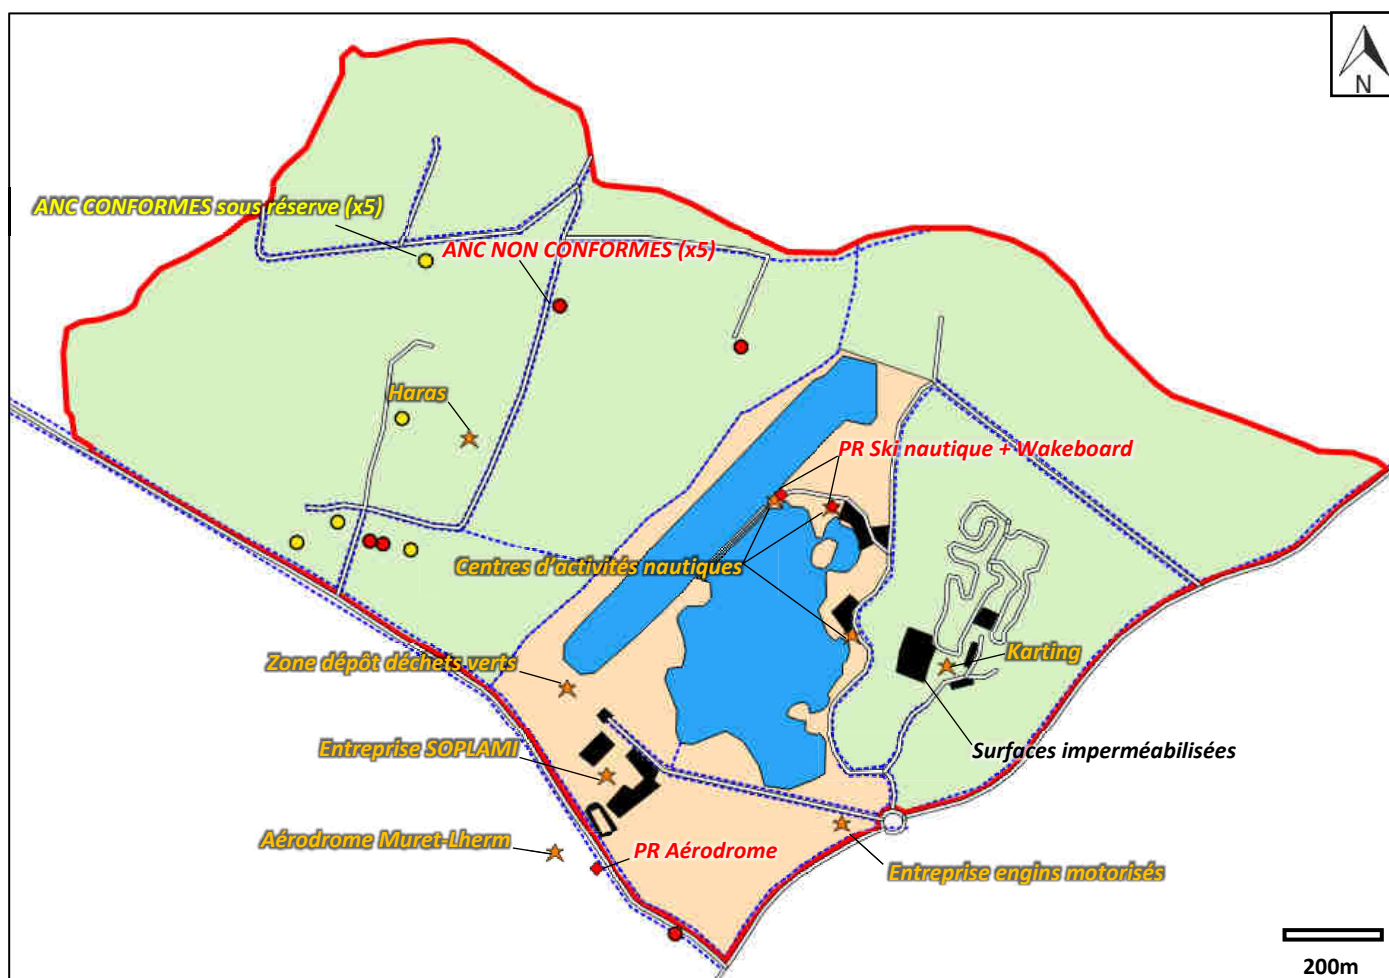 N
ANC CONFORMES sous réserve (x5)
ANC NON CONFORMES (x5)
Haras
PR Ski nautique + Wakeboard
Centres d'activités nautiques
Zone dépôt déchets verts
Karting
Entreprise SOPLAMI
Surfaces imperméabilisées
Aérodrome Muret-Lherm
PR Aérodrome
Entreprise engins motorisés
200m